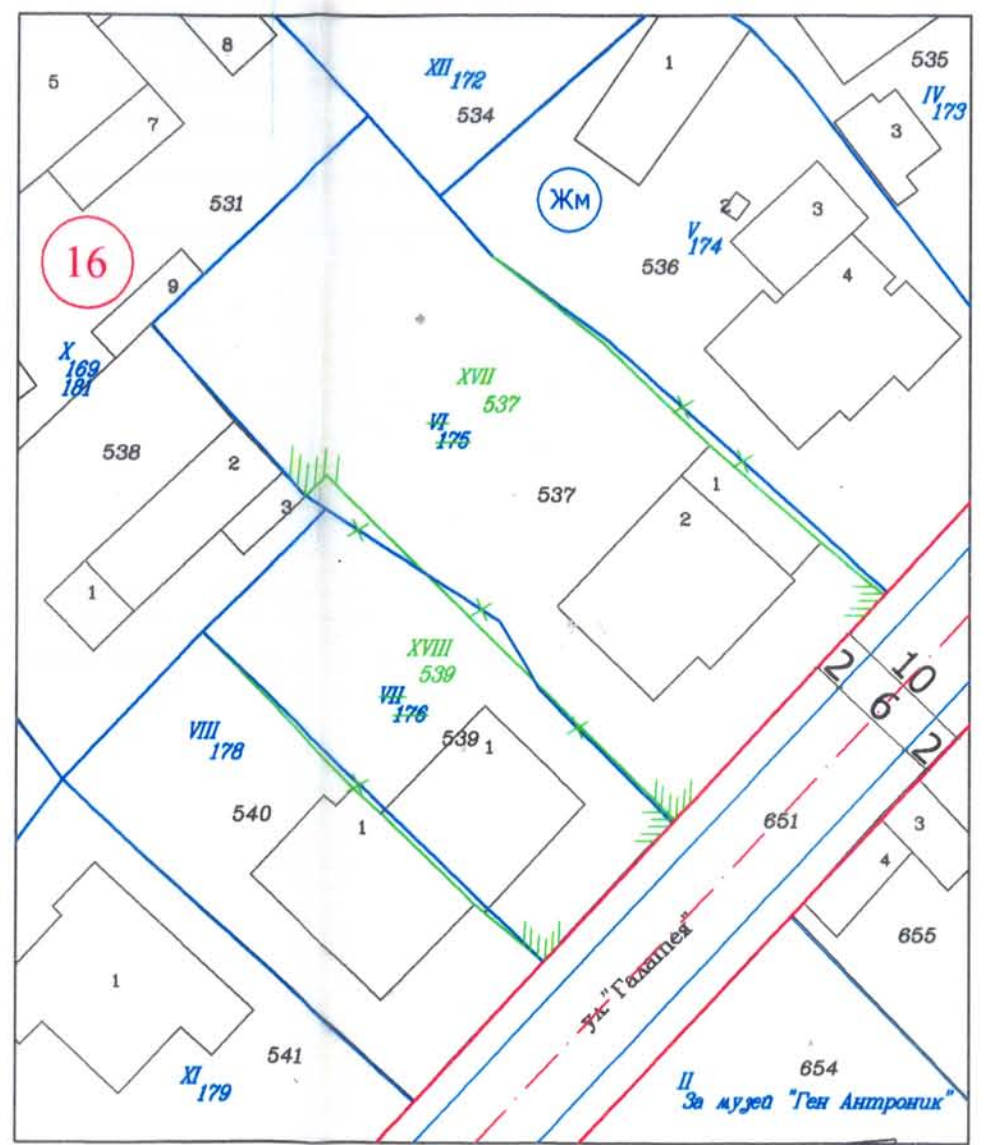 8
5
XII 172
1
535
7
534
IV 173
3
531
Жм
2
3
V 174
16
536
4
9
X 169 181
XVII 537
VI 175
538
2
1
537
3
2
1
XVIII 539
2 10
VII 176
6
VIII 178
539 1
2
540
1
651
3
4
655
1
ул."Галатея"
541
654
XI 179
II
За музей "Ген Антроник"